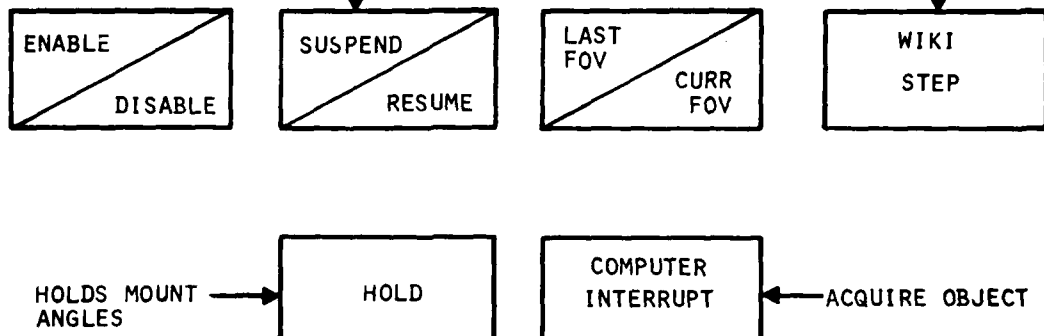 ENABLE
DISABLE
SUSPEND
RESUME
LAST
FOV
CURR
FOV
WIKI
STEP
HOLDS MOUNT
ANGLES
HOLD
COMPUTER
INTERRUPT
ACQUIRE OBJECT